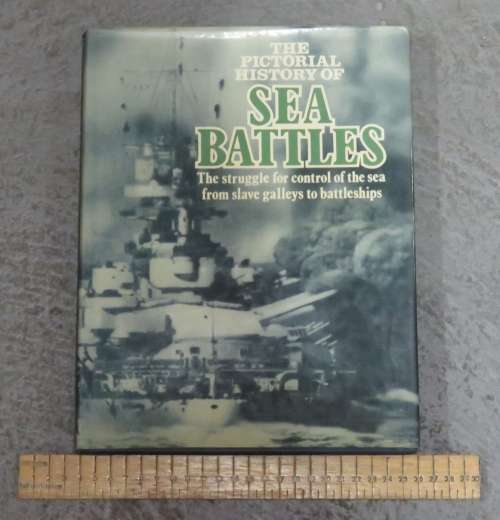 THE
PICTORIAL
HISTORY OF
SEA
BATTLES
The struggle for control of the sea
from slave galleys to battleships